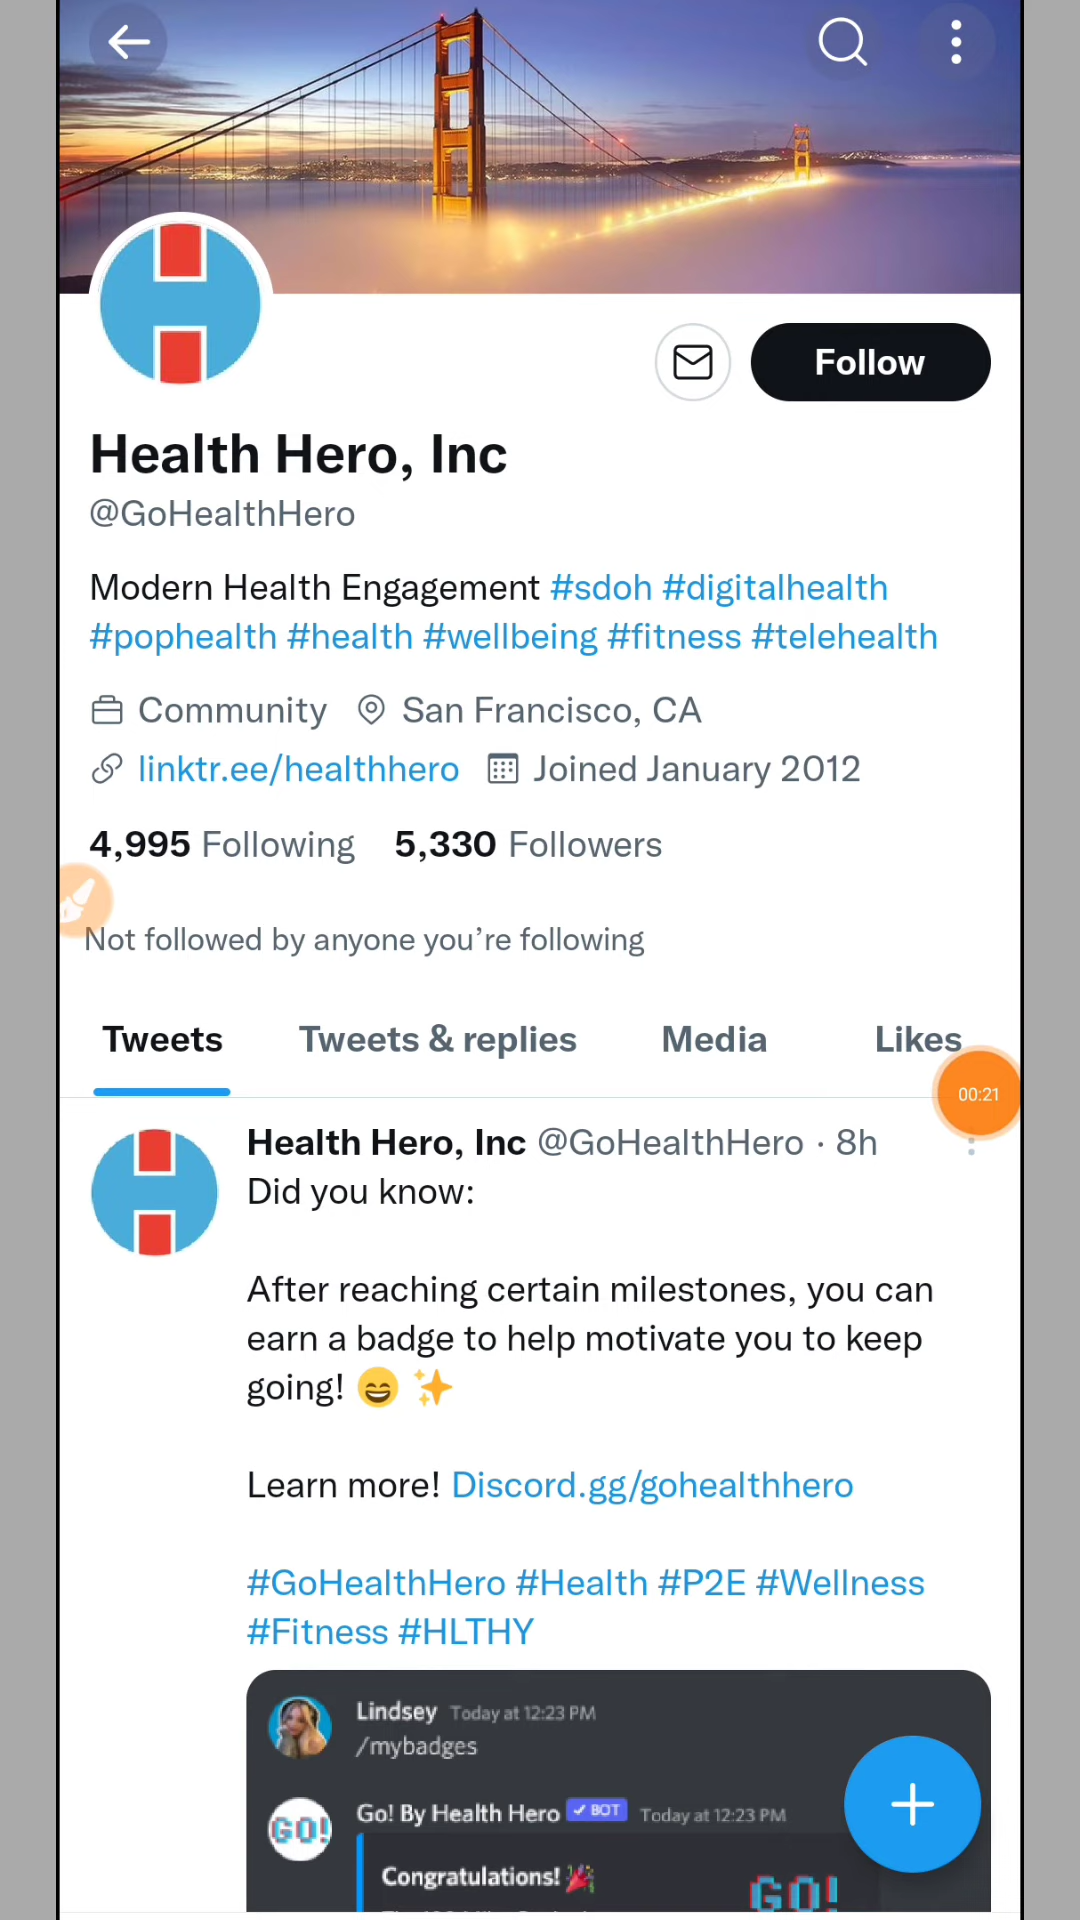 Follow
Health Hero, Inc
@GoHealthHero
Modern Health Engagement #sdoh #digitalhealth
#pophealth #health #wellbeing #fitness #telehealth
Community San Francisco, CA
linktr.ee/healthhero Joined January 2012
4,995 Following 5,330 Followers
Not followed by anyone you’re following
Tweets Tweets & replies Media Likes
00:21
Health Hero, Inc @GoHealthHero · 8h
Did you know:
After reaching certain milestones, you can
earn a badge to help motivate you to keep
going! 😄 ✨
Learn more! Discord.gg/gohealthhero
#GoHealthHero #Health #P2E #Wellness
#Fitness #HLTHY
Lindsey Today at 12:23 PM
/mybadges
GO!
Go! By Health Hero ✓ BOT Today at 12:23 PM
Congratulations! 🎉
GO!